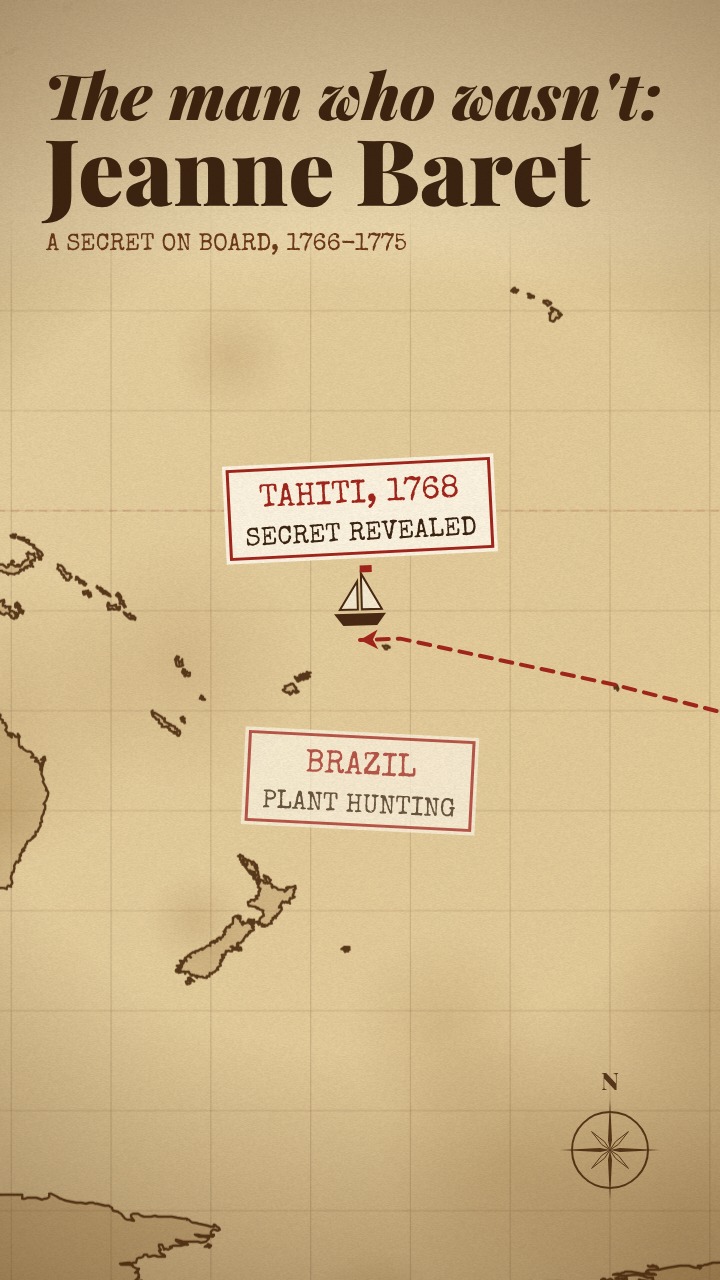 The man who wasn't:
Jeanne Baret
A SECRET ON BOARD, 1766–1775
TAHITI, 1768
SECRET REVEALED
BRAZIL
PLANT HUNTING
N